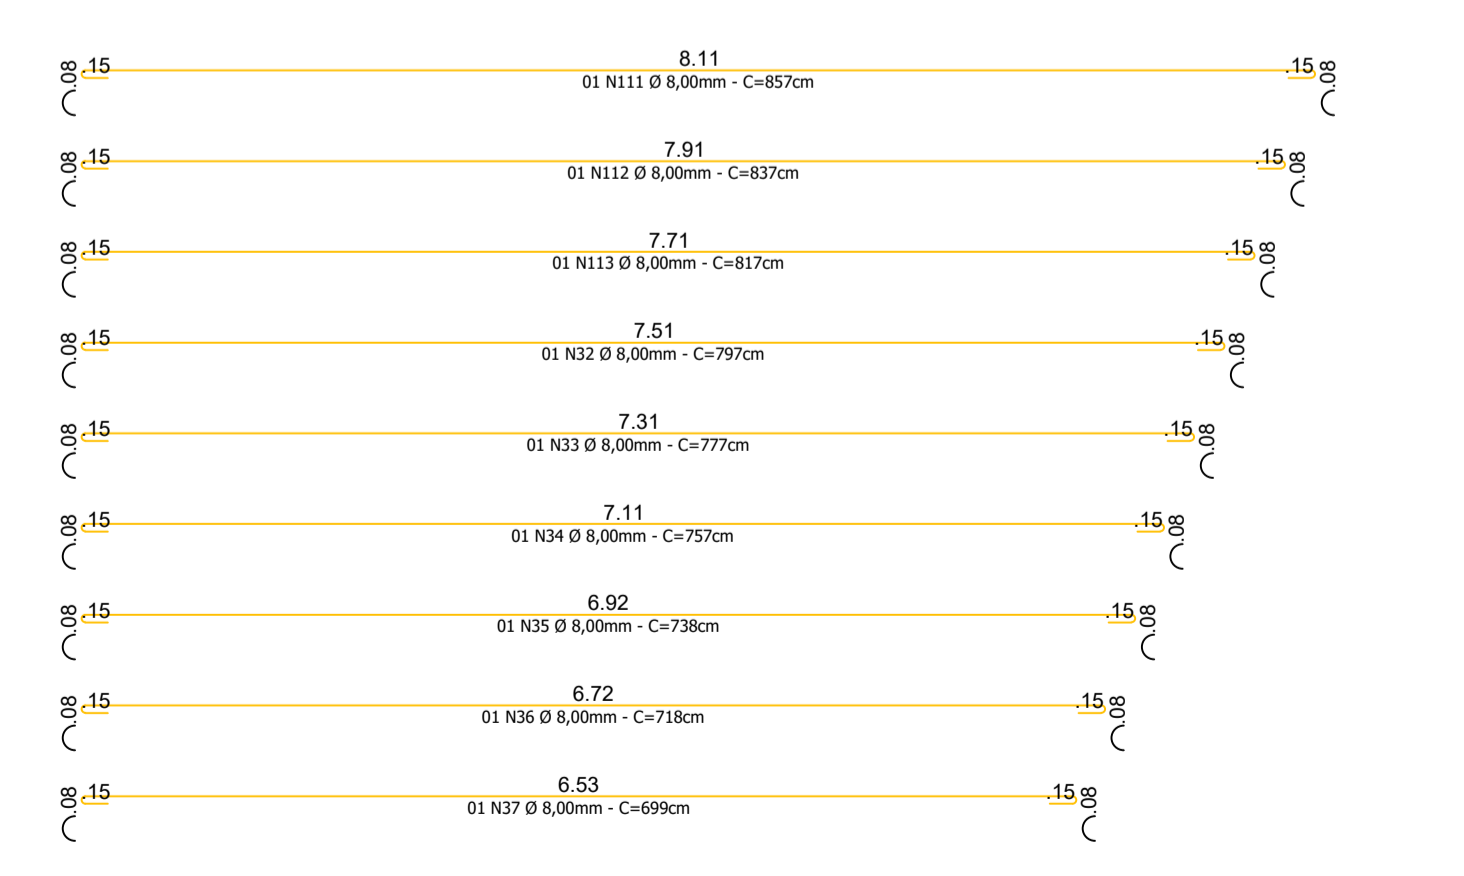 8.11
.08 .15 .15 .08
01 N111 Ø 8,00mm - C=857cm
7.91
.08 .15 .15 .08
01 N112 Ø 8,00mm - C=837cm
7.71
.08 .15 .15 .08
01 N113 Ø 8,00mm - C=817cm
7.51
.08 .15 .15 .08
01 N32 Ø 8,00mm - C=797cm
7.31
.08 .15 .15 .08
01 N33 Ø 8,00mm - C=777cm
7.11
.08 .15 .15 .08
01 N34 Ø 8,00mm - C=757cm
6.92
.08 .15 .15 .08
01 N35 Ø 8,00mm - C=738cm
6.72
.08 .15 .15 .08
01 N36 Ø 8,00mm - C=718cm
6.53
.08 .15 .15 .08
01 N37 Ø 8,00mm - C=699cm